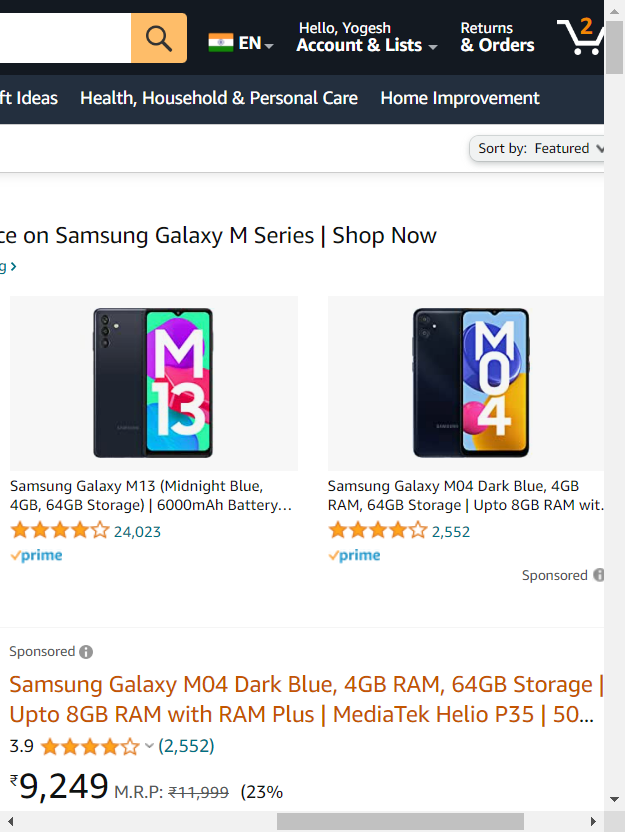 2
Hello, Yogesh
Returns
EN
Account & Lists
& Orders
ft Ideas Health, Household & Personal Care Home Improvement
Sort by: Featured
ce on Samsung Galaxy M Series | Shop Now
g ›
M
13
M
0
4
SAMSUNG
SAMSUNG
Samsung Galaxy M13 (Midnight Blue,
4GB, 64GB Storage) | 6000mAh Battery…
24,023
prime
Samsung Galaxy M04 Dark Blue, 4GB
RAM, 64GB Storage | Upto 8GB RAM wit.
2,552
prime
Sponsored
Sponsored
Samsung Galaxy M04 Dark Blue, 4GB RAM, 64GB Storage |
Upto 8GB RAM with RAM Plus | MediaTek Helio P35 | 50...
3.9 (2,552)
₹9,249 M.R.P: ₹11,999 (23%